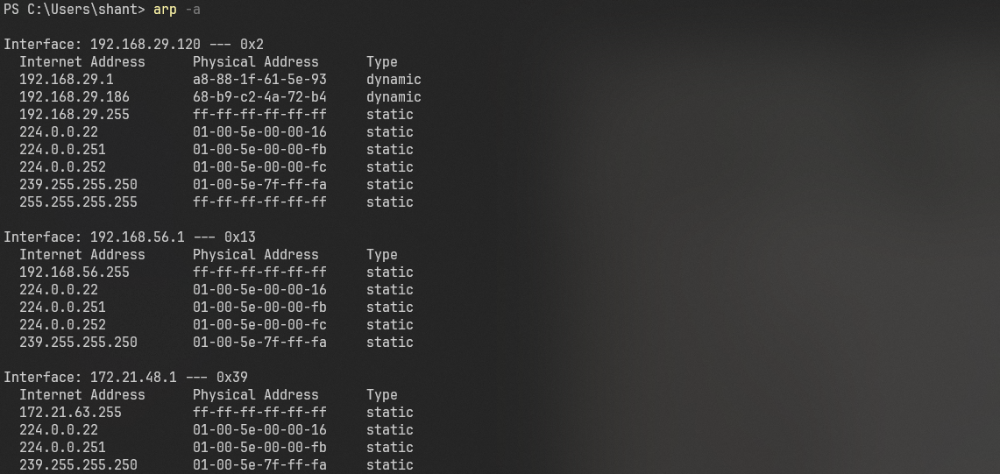 PS C:\Users\shant> arp -a
Interface: 192.168.29.120 --- 0x2
  Internet Address      Physical Address      Type
  192.168.29.1          a8-88-1f-61-5e-93     dynamic
  192.168.29.186        68-b9-c2-4a-72-b4     dynamic
  192.168.29.255        ff-ff-ff-ff-ff-ff     static
  224.0.0.22            01-00-5e-00-00-16     static
  224.0.0.251           01-00-5e-00-00-fb     static
  224.0.0.252           01-00-5e-00-00-fc     static
  239.255.255.250       01-00-5e-7f-ff-fa     static
  255.255.255.255       ff-ff-ff-ff-ff-ff     static
Interface: 192.168.56.1 --- 0x13
  Internet Address      Physical Address      Type
  192.168.56.255        ff-ff-ff-ff-ff-ff     static
  224.0.0.22            01-00-5e-00-00-16     static
  224.0.0.251           01-00-5e-00-00-fb     static
  224.0.0.252           01-00-5e-00-00-fc     static
  239.255.255.250       01-00-5e-7f-ff-fa     static
Interface: 172.21.48.1 --- 0x39
  Internet Address      Physical Address      Type
  172.21.63.255         ff-ff-ff-ff-ff-ff     static
  224.0.0.22            01-00-5e-00-00-16     static
  224.0.0.251           01-00-5e-00-00-fb     static
  239.255.255.250       01-00-5e-7f-ff-fa     static